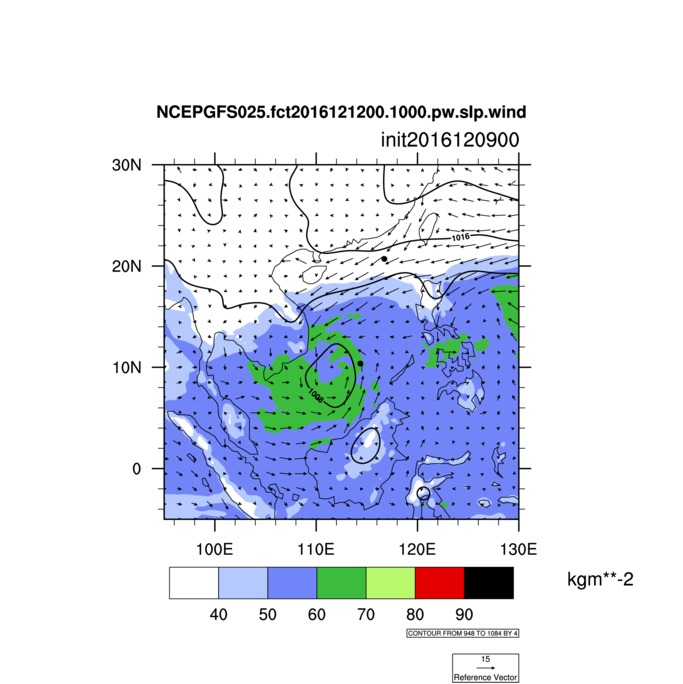 NCEPGFS025.fct2016121200.1000.pw.slp.wind
init2016120900
30N
1016
20N
10N
1008
0
100E 110E 120E 130E
kgm**-2
40 50 60 70 80 90
CONTOUR FROM 948 TO 1084 BY 4
15
Reference Vector